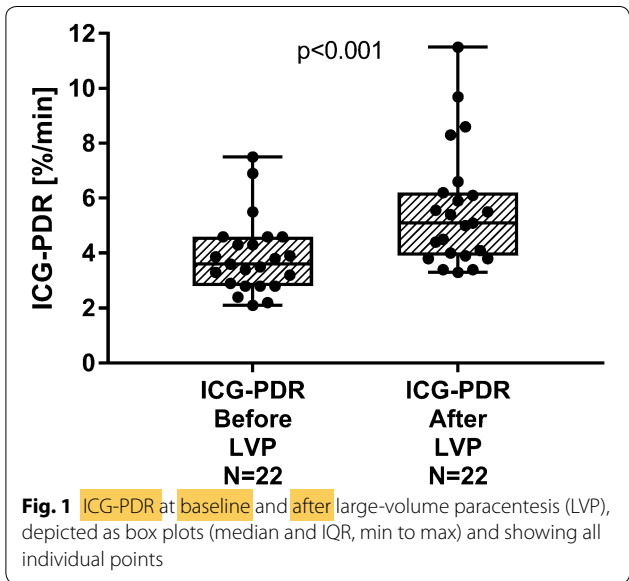 p<0.001
ICG-PDR [%/min]
12
10
8
6
4
2
0
ICG-PDR
Before
LVP
N=22
ICG-PDR
After
LVP
N=22
Fig. 1 ICG-PDR at baseline and after large-volume paracentesis (LVP),
depicted as box plots (median and IQR, min to max) and showing all
individual points